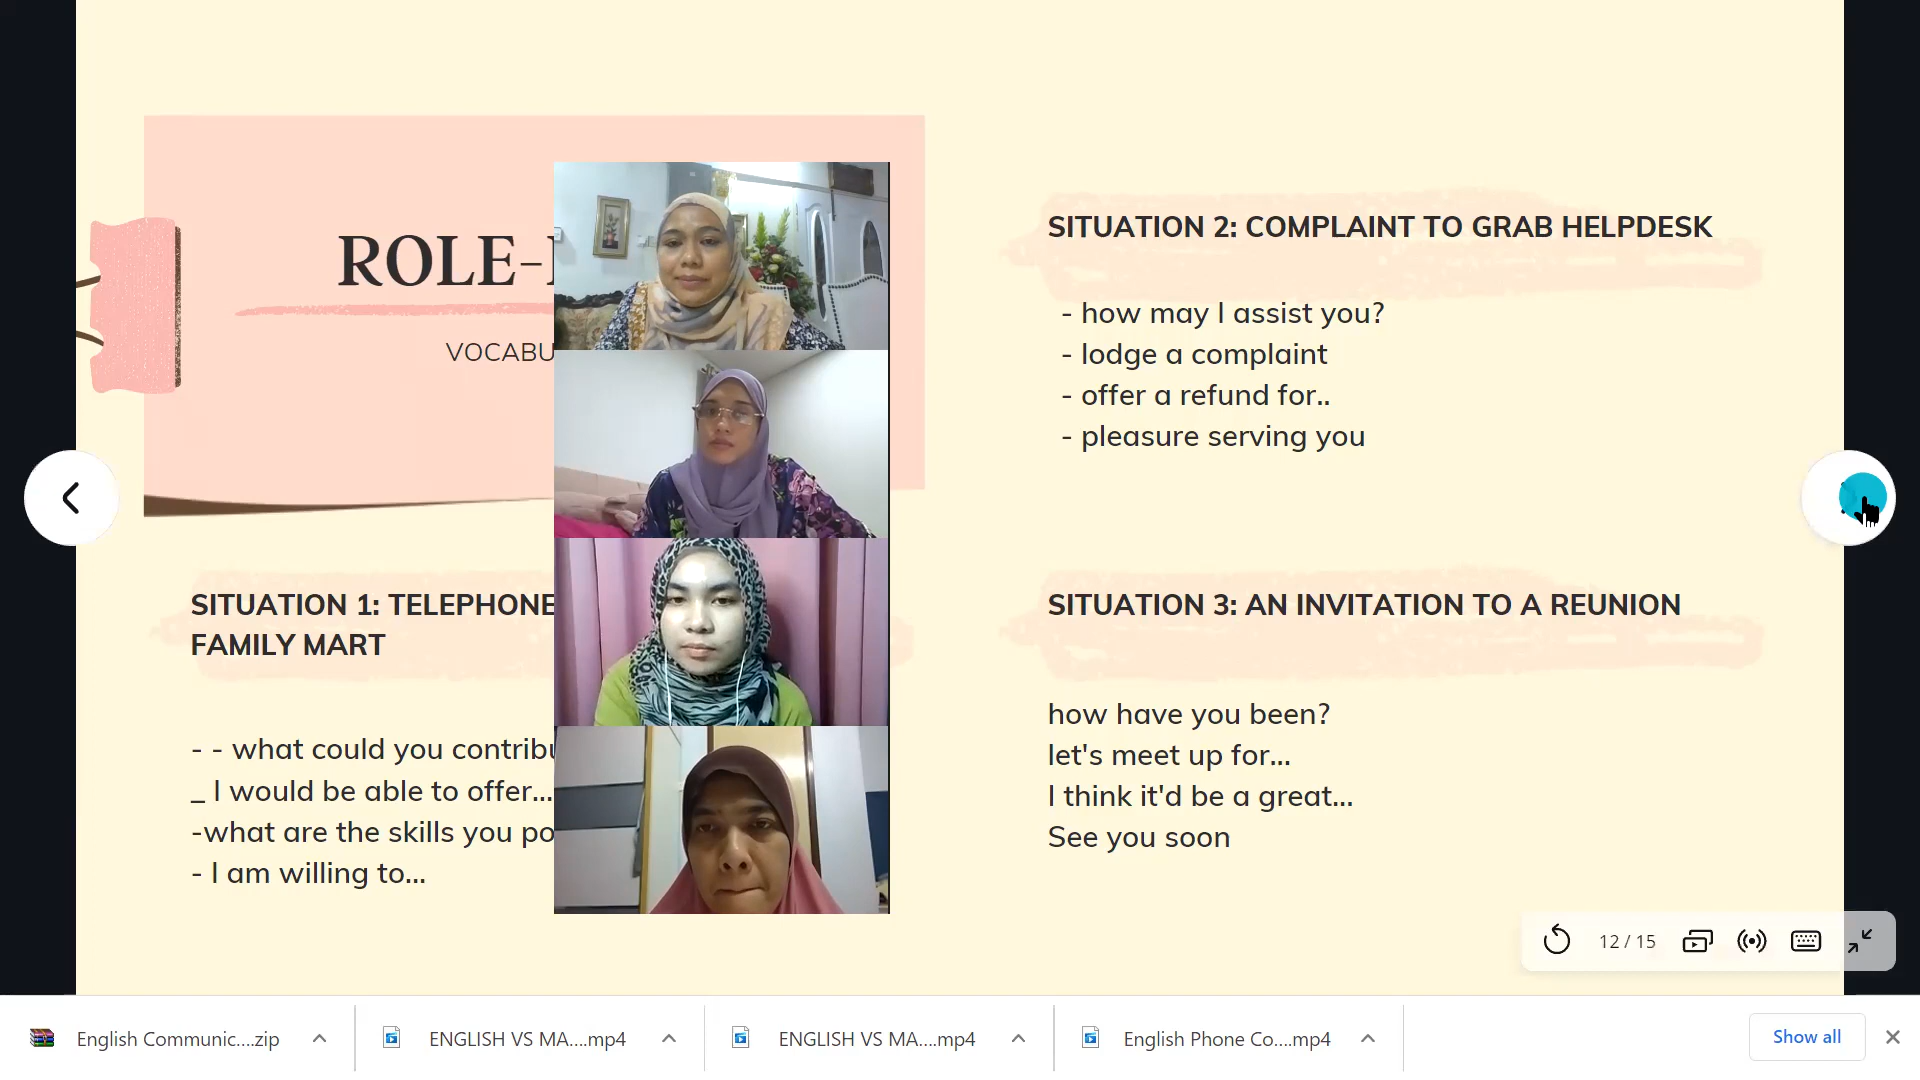 ROLE-
VOCABU
SITUATION 1: TELEPHONE
FAMILY MART
- - what could you contribu
_ I would be able to offer...
-what are the skills you po
- I am willing to...
SITUATION 2: COMPLAINT TO GRAB HELPDESK
- how may I assist you?
- lodge a complaint
- offer a refund for..
- pleasure serving you
SITUATION 3: AN INVITATION TO A REUNION
how have you been?
let's meet up for...
I think it'd be a great...
See you soon
12 / 15
English Communic....zip
ENGLISH VS MA....mp4
ENGLISH VS MA....mp4
English Phone Co....mp4
Show all